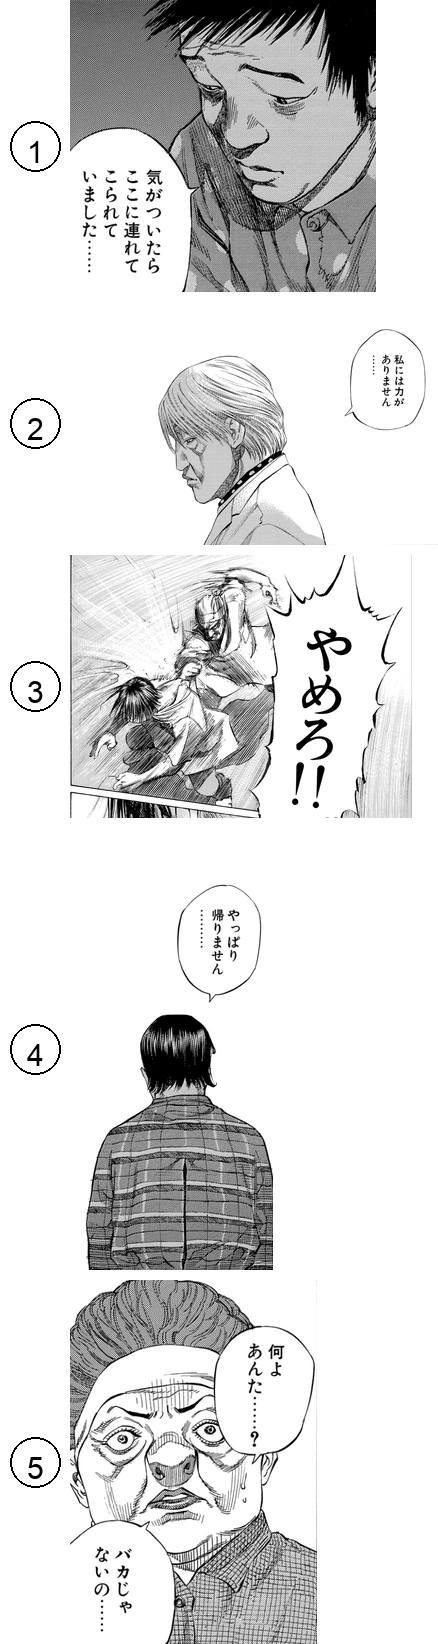 1
気がついたら
ここに連れて
こられて
いました……
2
私には力が
ありません
……
3
やめろ!!
4
やっぱり
帰りません
………
5
何よ
あんた……?
バカじゃ
ないの……